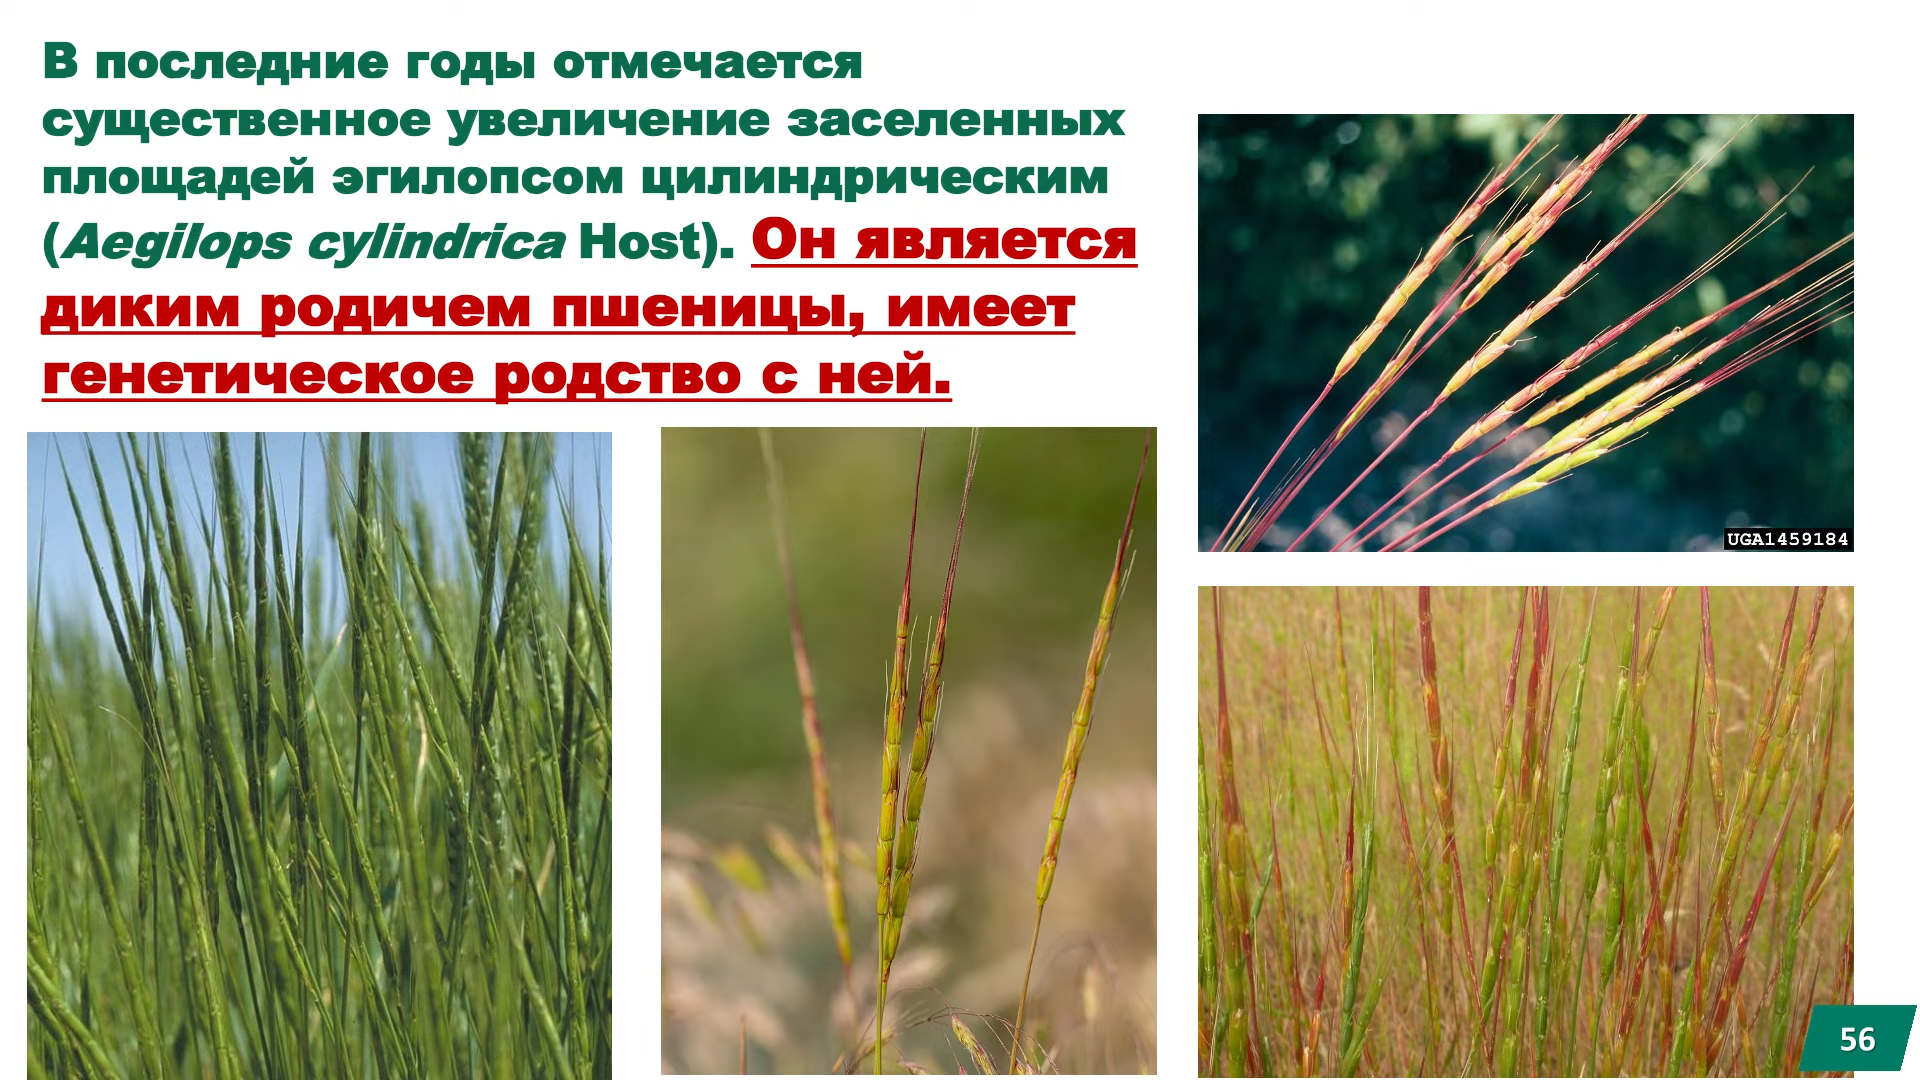 В последние годы отмечается
существенное увеличение заселенных
площадей эгилопсом цилиндрическим
(Aegilops cylindrica Host). Он является
диким родичем пшеницы, имеет
генетическое родство с ней.
UGA1459184
56